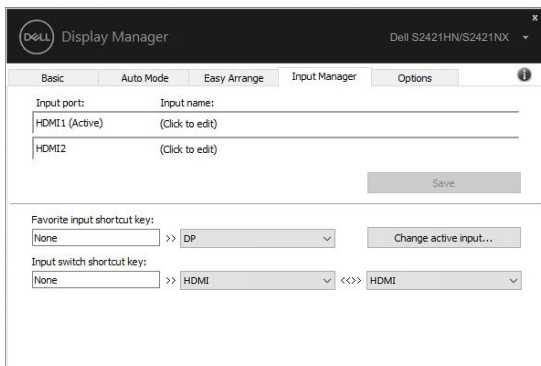 x
DELL Display Manager Dell S2421HN/S2421NX
Basic Auto Mode Easy Arrange Input Manager Options i
Input port: Input name:
HDMI1 (Active) (Click to edit)
HDMI2 (Click to edit)
Save
Favorite input shortcut key:
None >> DP Change active input...
Input switch shortcut key:
None >> HDMI <<>> HDMI